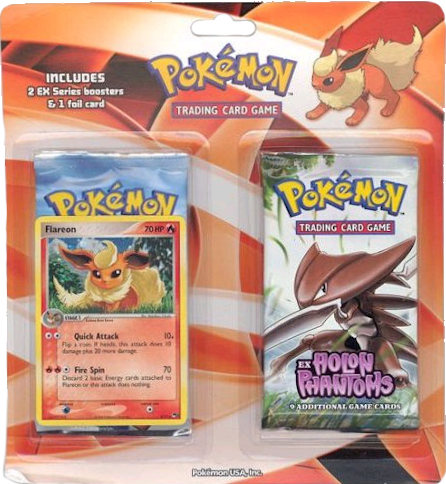 INCLUDES
2 EX Series boosters
& 1 foil card
POKéMON
TRADING CARD GAME
POKéMON
Flareon 70 HP
STAGE 1
Quick Attack 10+
Flip a coin. If heads, this attack does 10
damage plus 20 more damage.
Fire Spin 70
Discard 2 basic Energy cards attached to
Flareon or this attack does nothing.
POKéMON
TRADING CARD GAME
EX HOLON
PHANTOMS
9 ADDITIONAL GAME CARDS
Pokémon USA, Inc.